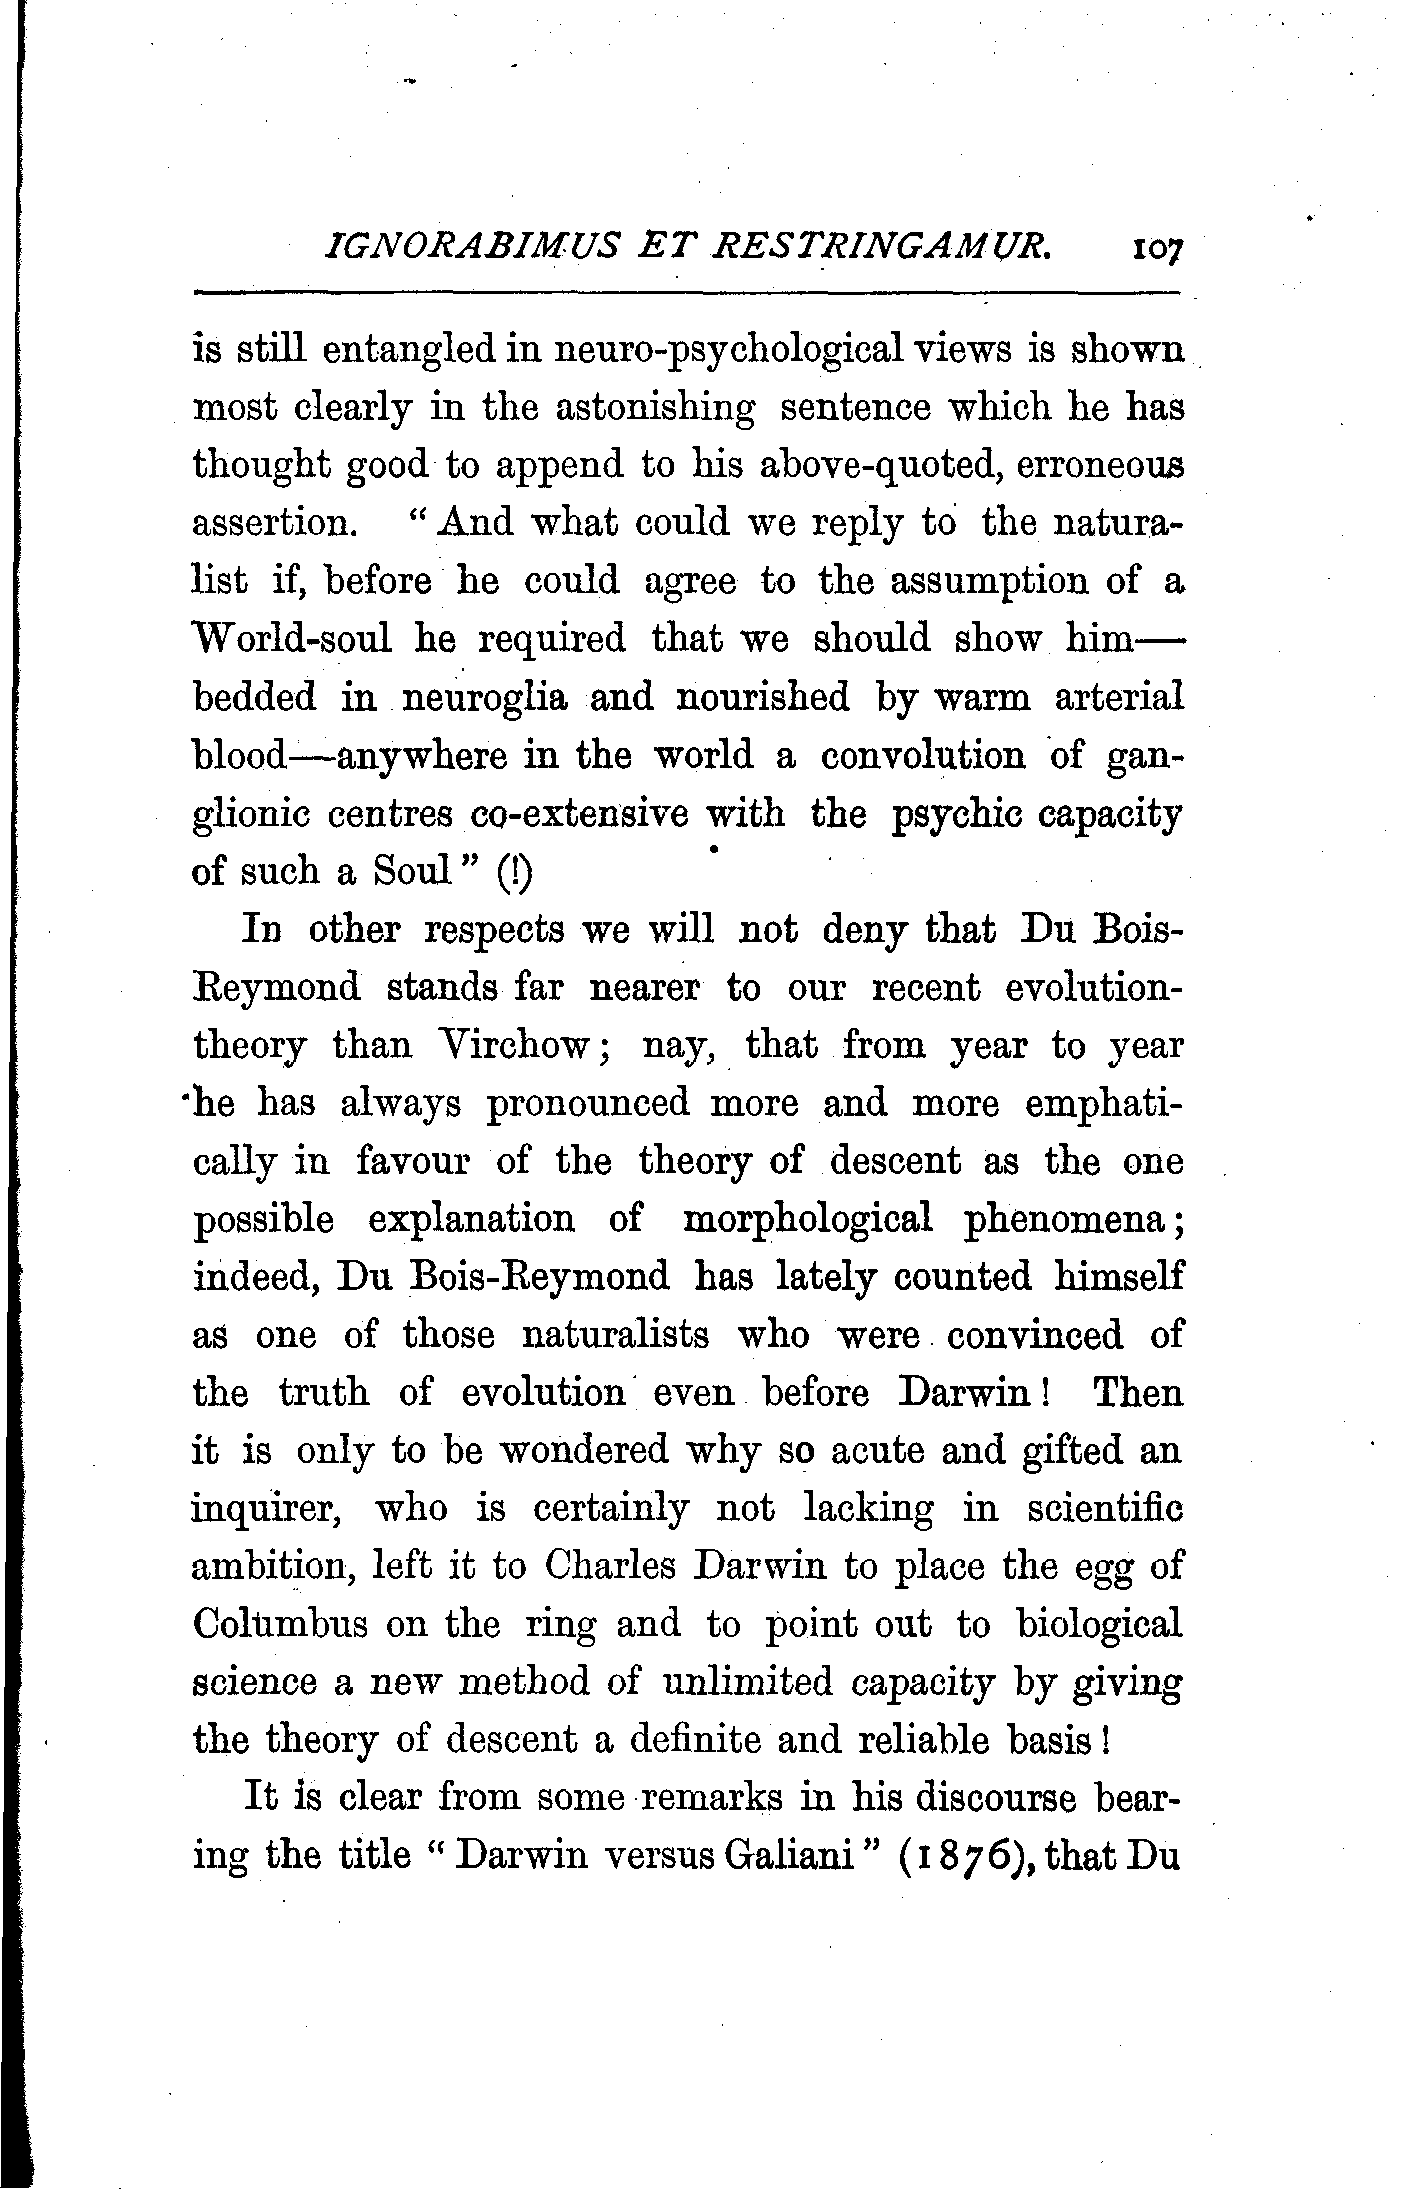 IGNORABIMUS ET RESTRINGAMUR. 107
is still entangled in neuro-psychological views is shown
most clearly in the astonishing sentence which he has
thought good to append to his above-quoted, erroneous
assertion. “ And what could we reply to the natura-
list if, before he could agree to the assumption of a
World-soul he required that we should show him—
bedded in neuroglia and nourished by warm arterial
blood—anywhere in the world a convolution of gan-
glionic centres co-extensive with the psychic capacity
of such a Soul ” (!)
In other respects we will not deny that Du Bois-
Reymond stands far nearer to our recent evolution-
theory than Virchow ; nay, that from year to year
he has always pronounced more and more emphati-
cally in favour of the theory of descent as the one
possible explanation of morphological phenomena ;
indeed, Du Bois-Reymond has lately counted himself
as one of those naturalists who were convinced of
the truth of evolution even before Darwin ! Then
it is only to be wondered why so acute and gifted an
inquirer, who is certainly not lacking in scientific
ambition, left it to Charles Darwin to place the egg of
Columbus on the ring and to point out to biological
science a new method of unlimited capacity by giving
the theory of descent a definite and reliable basis !
It is clear from some remarks in his discourse bear-
ing the title “ Darwin versus Galiani ” (1876), that Du